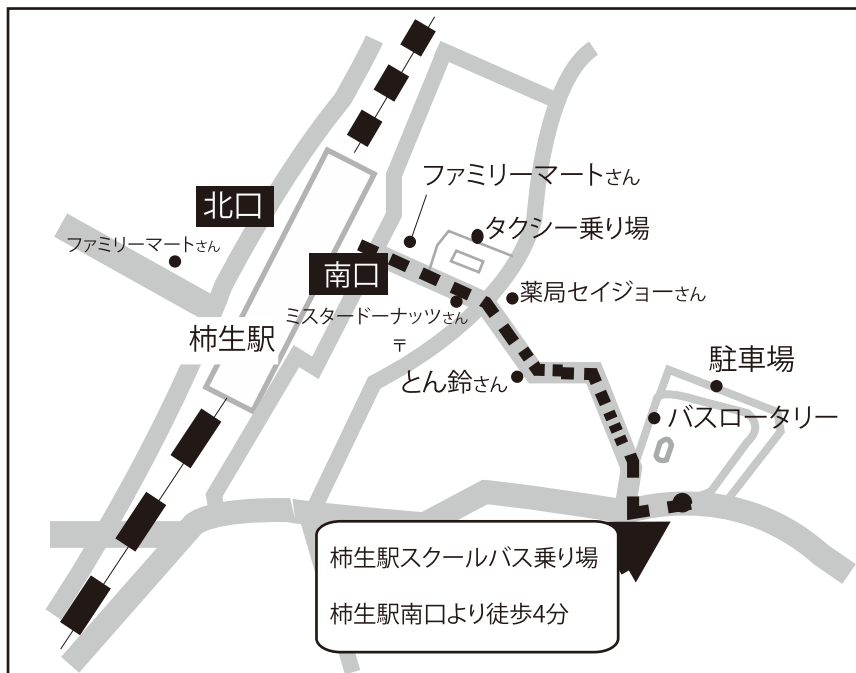 ファミリーマートさん
北口
タクシー乗り場
ファミリーマートさん
南口
薬局セイジョーさん
ミスタードーナッツさん
柿生駅
〒
駐車場
とん鈴さん
バスロータリー
柿生駅スクールバス乗り場
柿生駅南口より徒歩4分